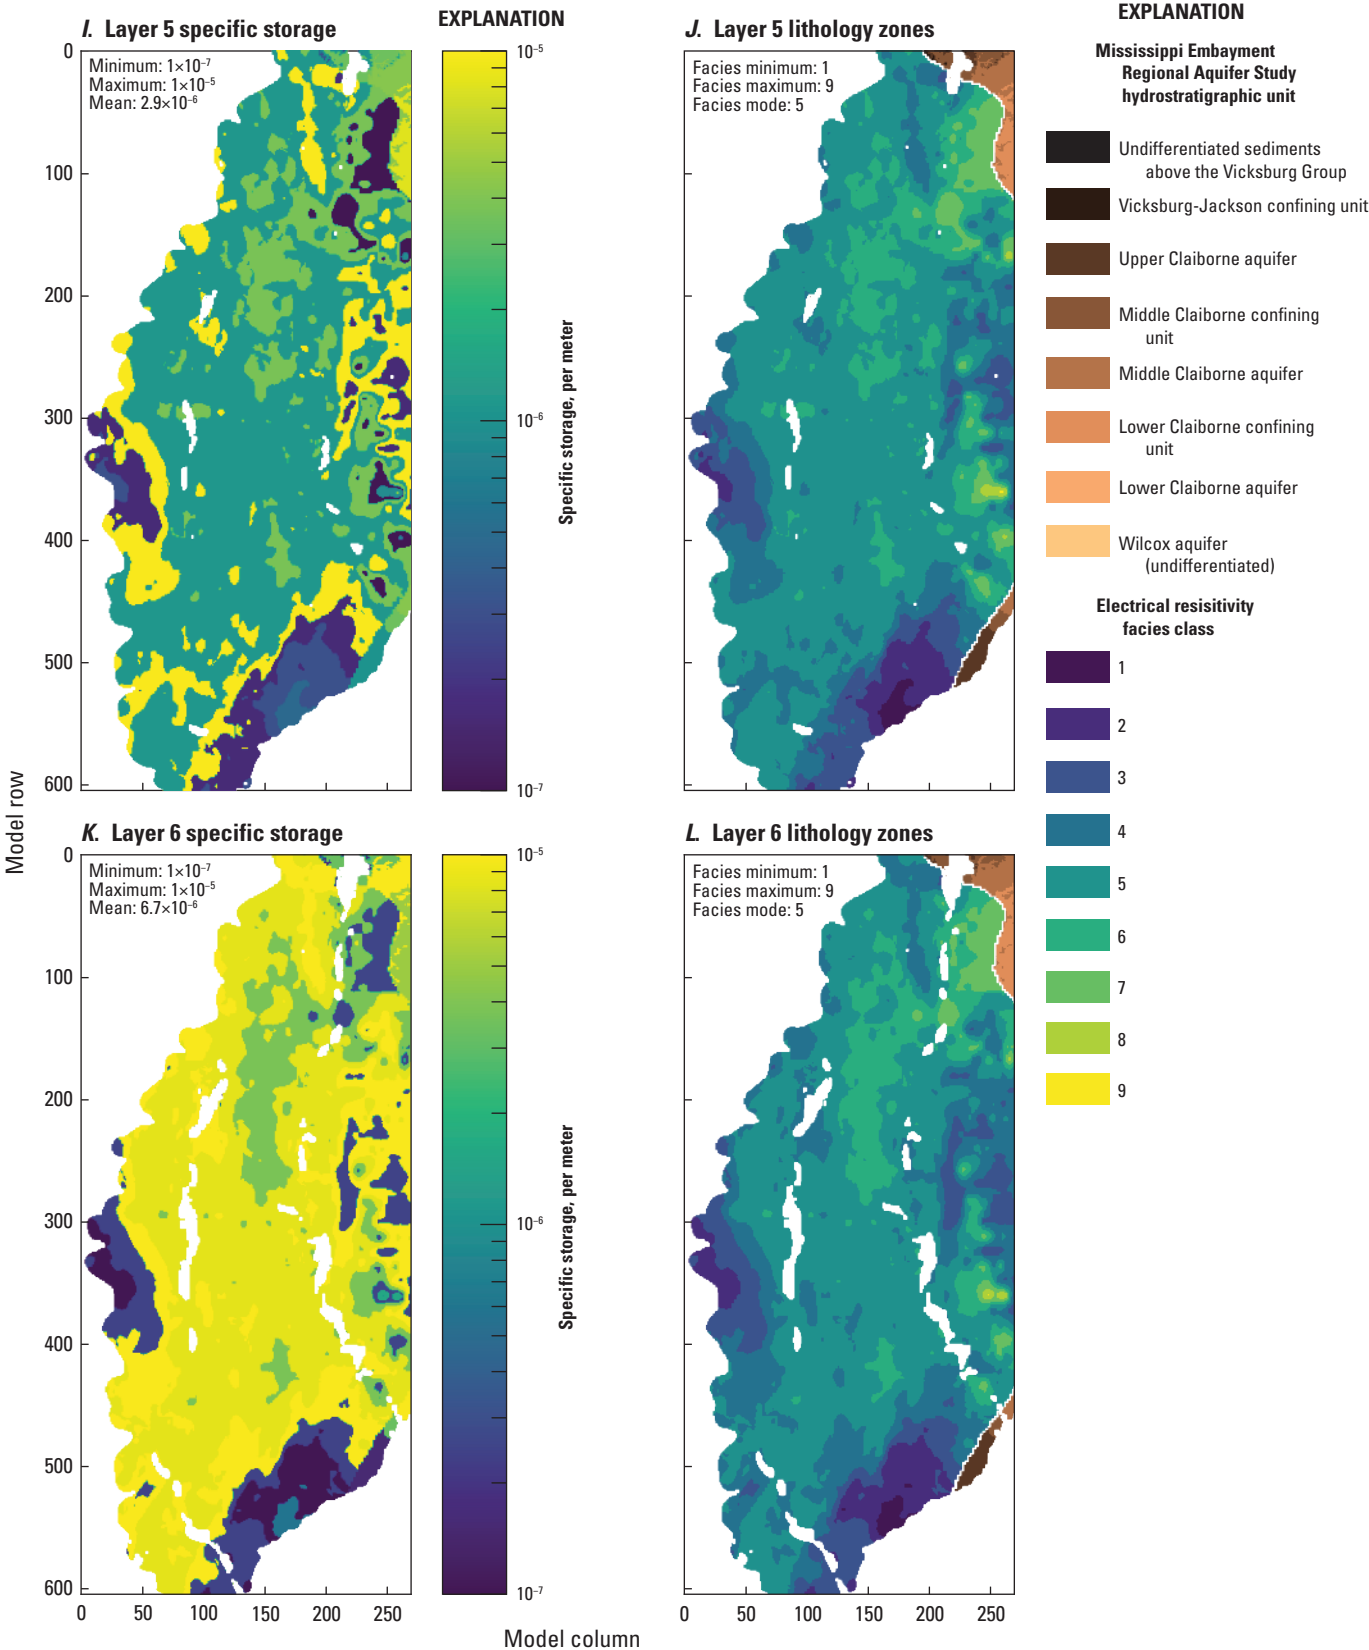 I. Layer 5 specific storage
EXPLANATION
Minimum: 1×10⁻⁷
Maximum: 1×10⁻⁵
Mean: 2.9×10⁻⁶
0
100
200
300
400
500
600
10⁻⁵
10⁻⁶
10⁻⁷
Specific storage, per meter
J. Layer 5 lithology zones
Facies minimum: 1
Facies maximum: 9
Facies mode: 5
K. Layer 6 specific storage
Minimum: 1×10⁻⁷
Maximum: 1×10⁻⁵
Mean: 6.7×10⁻⁶
0
100
200
300
400
500
600
0 50 100 150 200 250
10⁻⁵
10⁻⁶
10⁻⁷
Specific storage, per meter
L. Layer 6 lithology zones
Facies minimum: 1
Facies maximum: 9
Facies mode: 5
0 50 100 150 200 250
Model row
Model column
EXPLANATION
Mississippi Embayment
Regional Aquifer Study
hydrostratigraphic unit
Undifferentiated sediments
above the Vicksburg Group
Vicksburg-Jackson confining unit
Upper Claiborne aquifer
Middle Claiborne confining
unit
Middle Claiborne aquifer
Lower Claiborne confining
unit
Lower Claiborne aquifer
Wilcox aquifer
(undifferentiated)
Electrical resisitivity
facies class
1
2
3
4
5
6
7
8
9